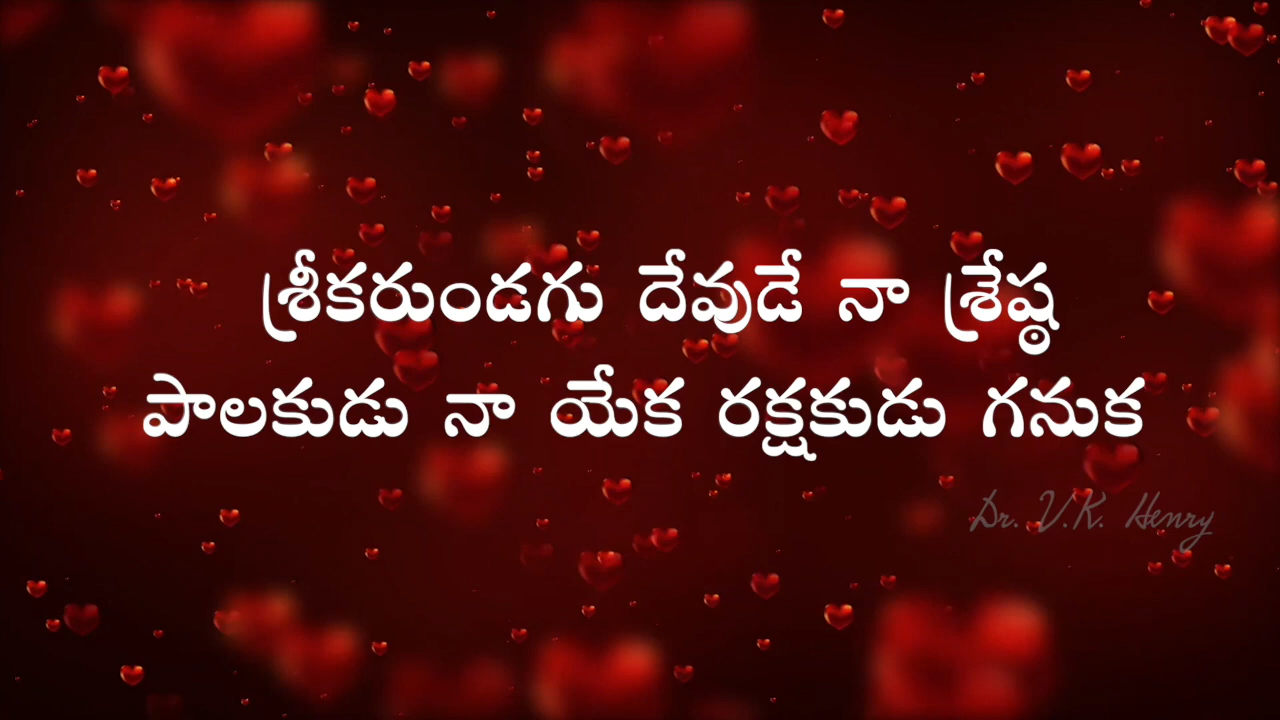 శ్రీకరుండగు దేవుడే నా శ్రేష్ఠ
పాలకుడు నా యేక రక్షకుడు గనుక
Dr. V.K. Henry